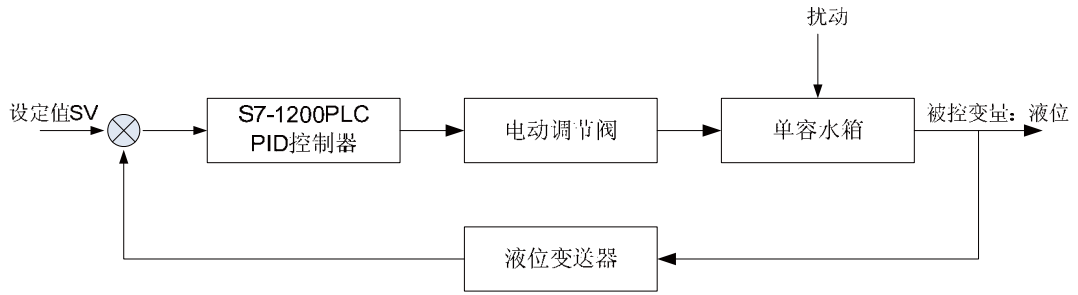 扰动
设定值SV
S7-1200PLC
PID控制器
电动调节阀
单容水箱
被控变量：液位
液位变送器